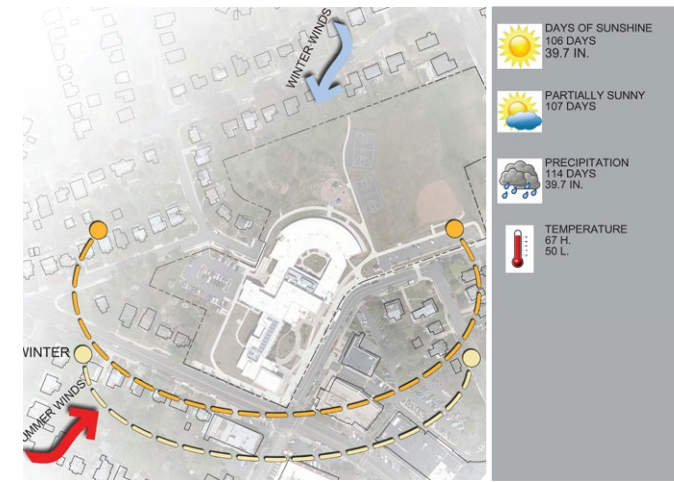 WINTER WINDS
WINTER
UMMER WINDS
DAYS OF SUNSHINE
106 DAYS
39.7 IN.
PARTIALLY SUNNY
107 DAYS
PRECIPITATION
114 DAYS
39.7 IN.
TEMPERATURE
67 H.
50 L.